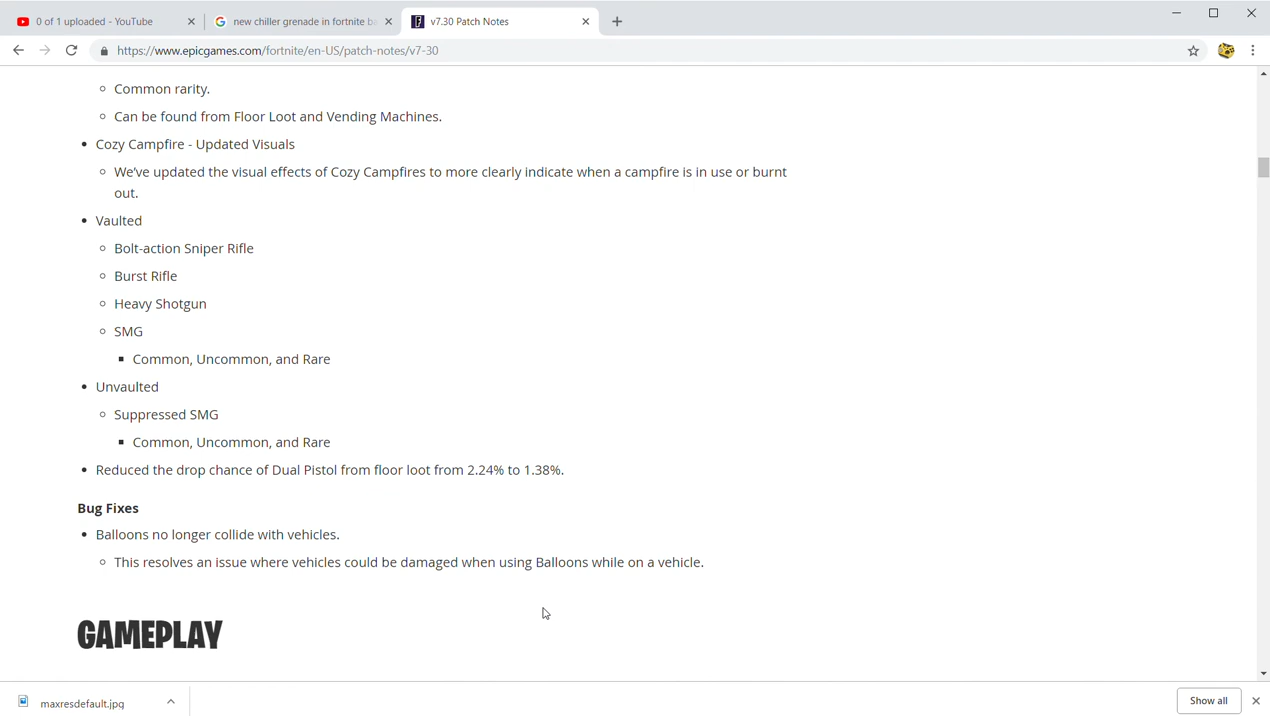 0 of 1 uploaded - YouTube
new chiller grenade in fortnite ba
v7.30 Patch Notes
https://www.epicgames.com/fortnite/en-US/patch-notes/v7-30
Common rarity.
Can be found from Floor Loot and Vending Machines.
Cozy Campfire - Updated Visuals
We've updated the visual effects of Cozy Campfires to more clearly indicate when a campfire is in use or burnt
out.
Vaulted
Bolt-action Sniper Rifle
Burst Rifle
Heavy Shotgun
SMG
Common, Uncommon, and Rare
Unvaulted
Suppressed SMG
Common, Uncommon, and Rare
Reduced the drop chance of Dual Pistol from floor loot from 2.24% to 1.38%.
Bug Fixes
Balloons no longer collide with vehicles.
This resolves an issue where vehicles could be damaged when using Balloons while on a vehicle.
GAMEPLAY
maxresdefault.jpg
Show all